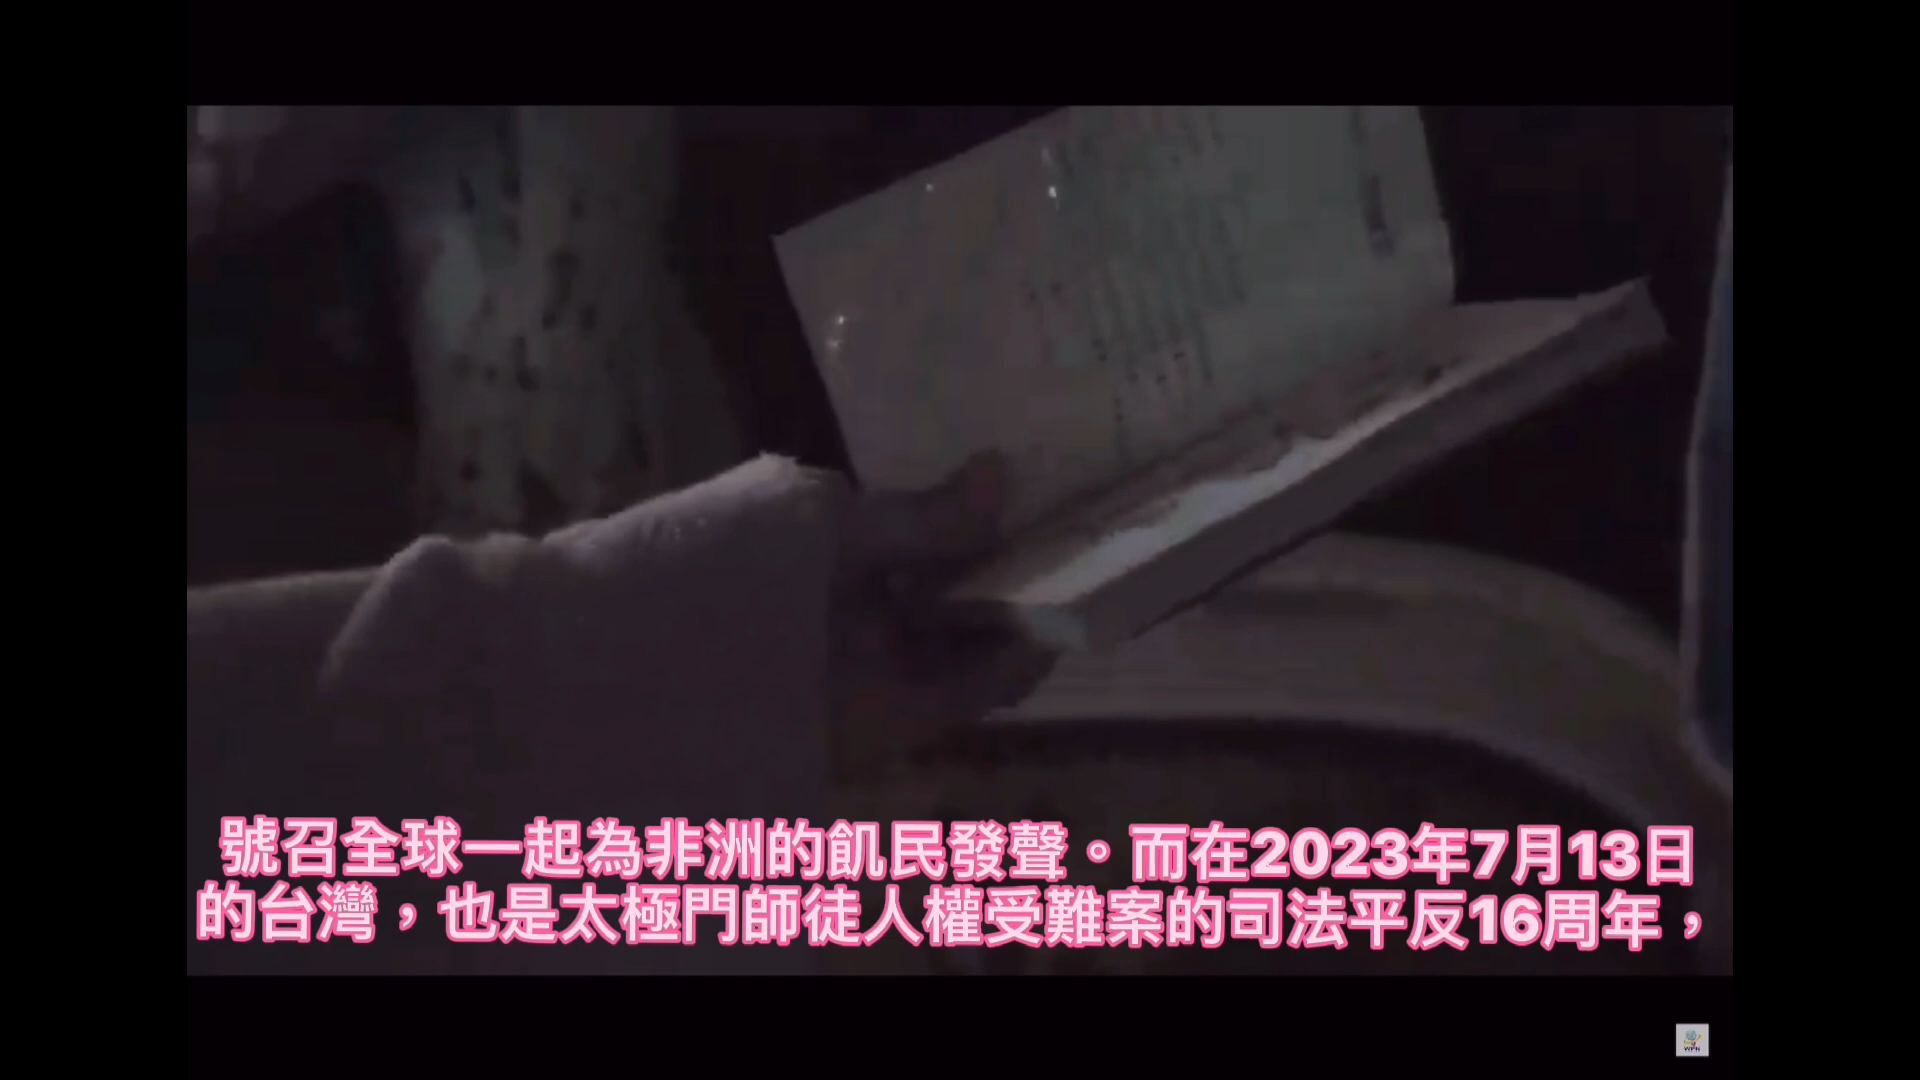 號召全球一起為非洲的飢民發聲。而在2023年7月13日
的台灣，也是太極門師徒人權受難案的司法平反16周年，
WPN